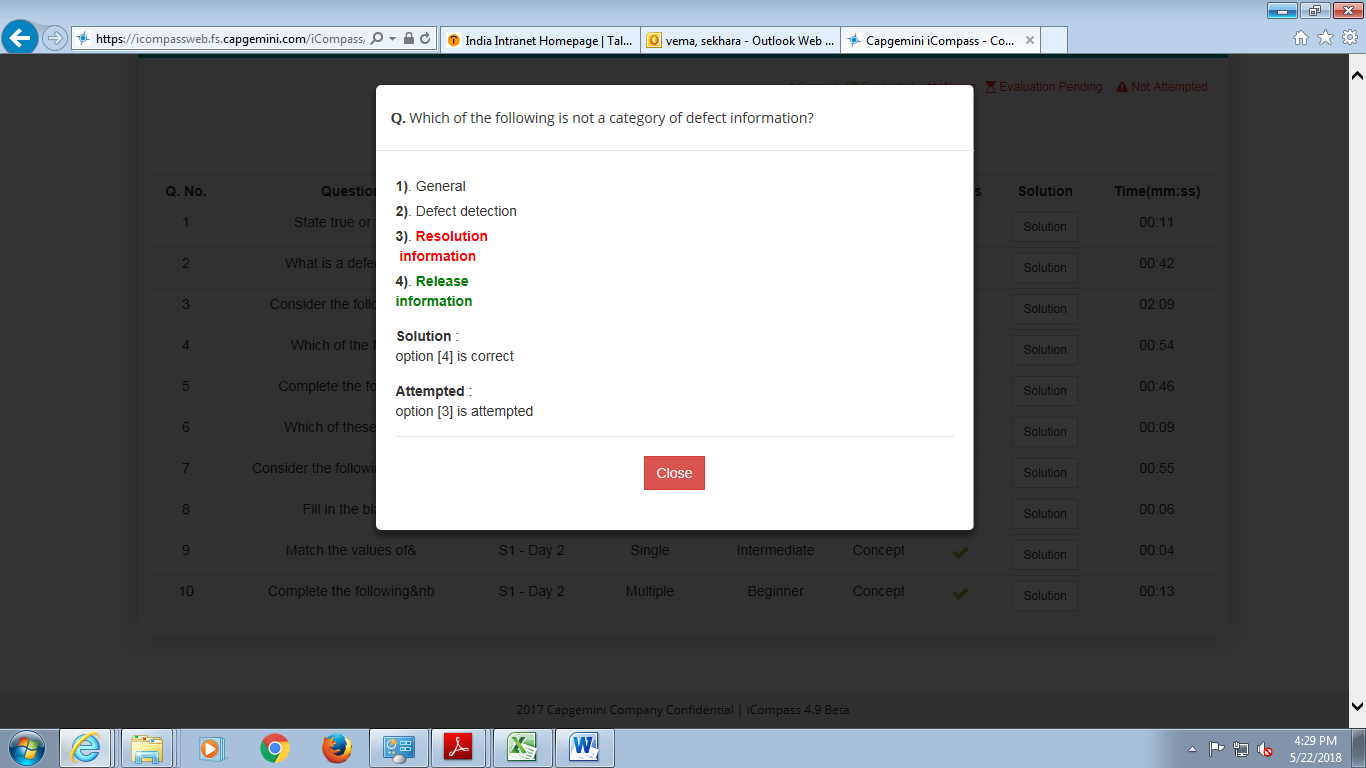 https://icompassweb.fs.capgemini.com/iCompass/
India Intranet Homepage | Tal...
vema, sekhara - Outlook Web ...
Capgemini iCompass - Co...
Evaluation Pending
Not Attempted
Q. Which of the following is not a category of defect information?
1). General
2). Defect detection
3). Resolution
information
4). Release
information
Solution :
option [4] is correct
Attempted :
option [3] is attempted
Close
Q. No. Question s Solution Time(mm:ss)
1 State true or Solution 00:11
2 What is a defe Solution 00:42
3 Consider the follo Solution 02:09
4 Which of the f Solution 00:54
5 Complete the fo Solution 00:46
6 Which of these Solution 00:09
7 Consider the followi Solution 00:55
8 Fill in the bl Solution 00:06
9 Match the values of& S1 - Day 2 Single Intermediate Concept Solution 00:04
10 Complete the following&nb S1 - Day 2 Multiple Beginner Concept Solution 00:13
2017 Capgemini Company Confidential | iCompass 4.9 Beta
4:29 PM
5/22/2018